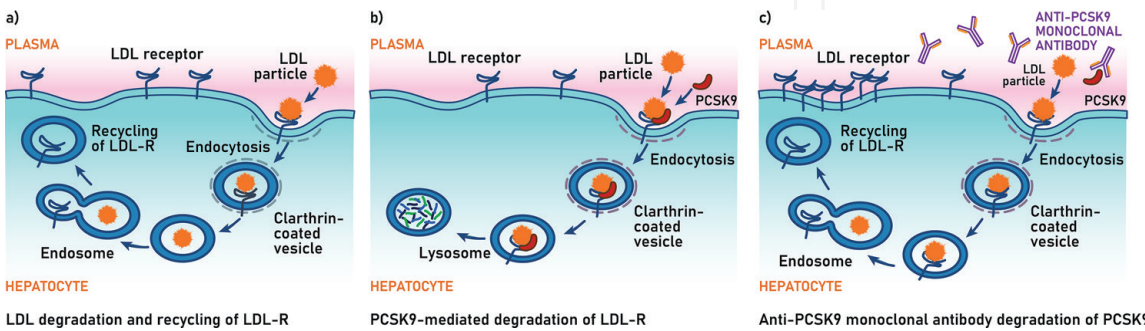 a)
PLASMA
LDL receptor
LDL
particle
Recycling
of LDL-R
Endocytosis
Clarthrin-
coated
vesicle
Endosome
HEPATOCYTE
LDL degradation and recycling of LDL-R
b)
PLASMA
LDL receptor
LDL
particle
PCSK9
Endocytosis
Clarthrin-
coated
vesicle
Lysosome
HEPATOCYTE
PCSK9-mediated degradation of LDL-R
c)
PLASMA
LDL receptor
ANTI-PCSK9
MONOCLONAL
ANTIBODY
LDL
particle
PCSK9
Recycling
of LDL-R
Endocytosis
Clarthrin-
coated
vesicle
Endosome
HEPATOCYTE
Anti-PCSK9 monoclonal antibody degradation of PCSK9